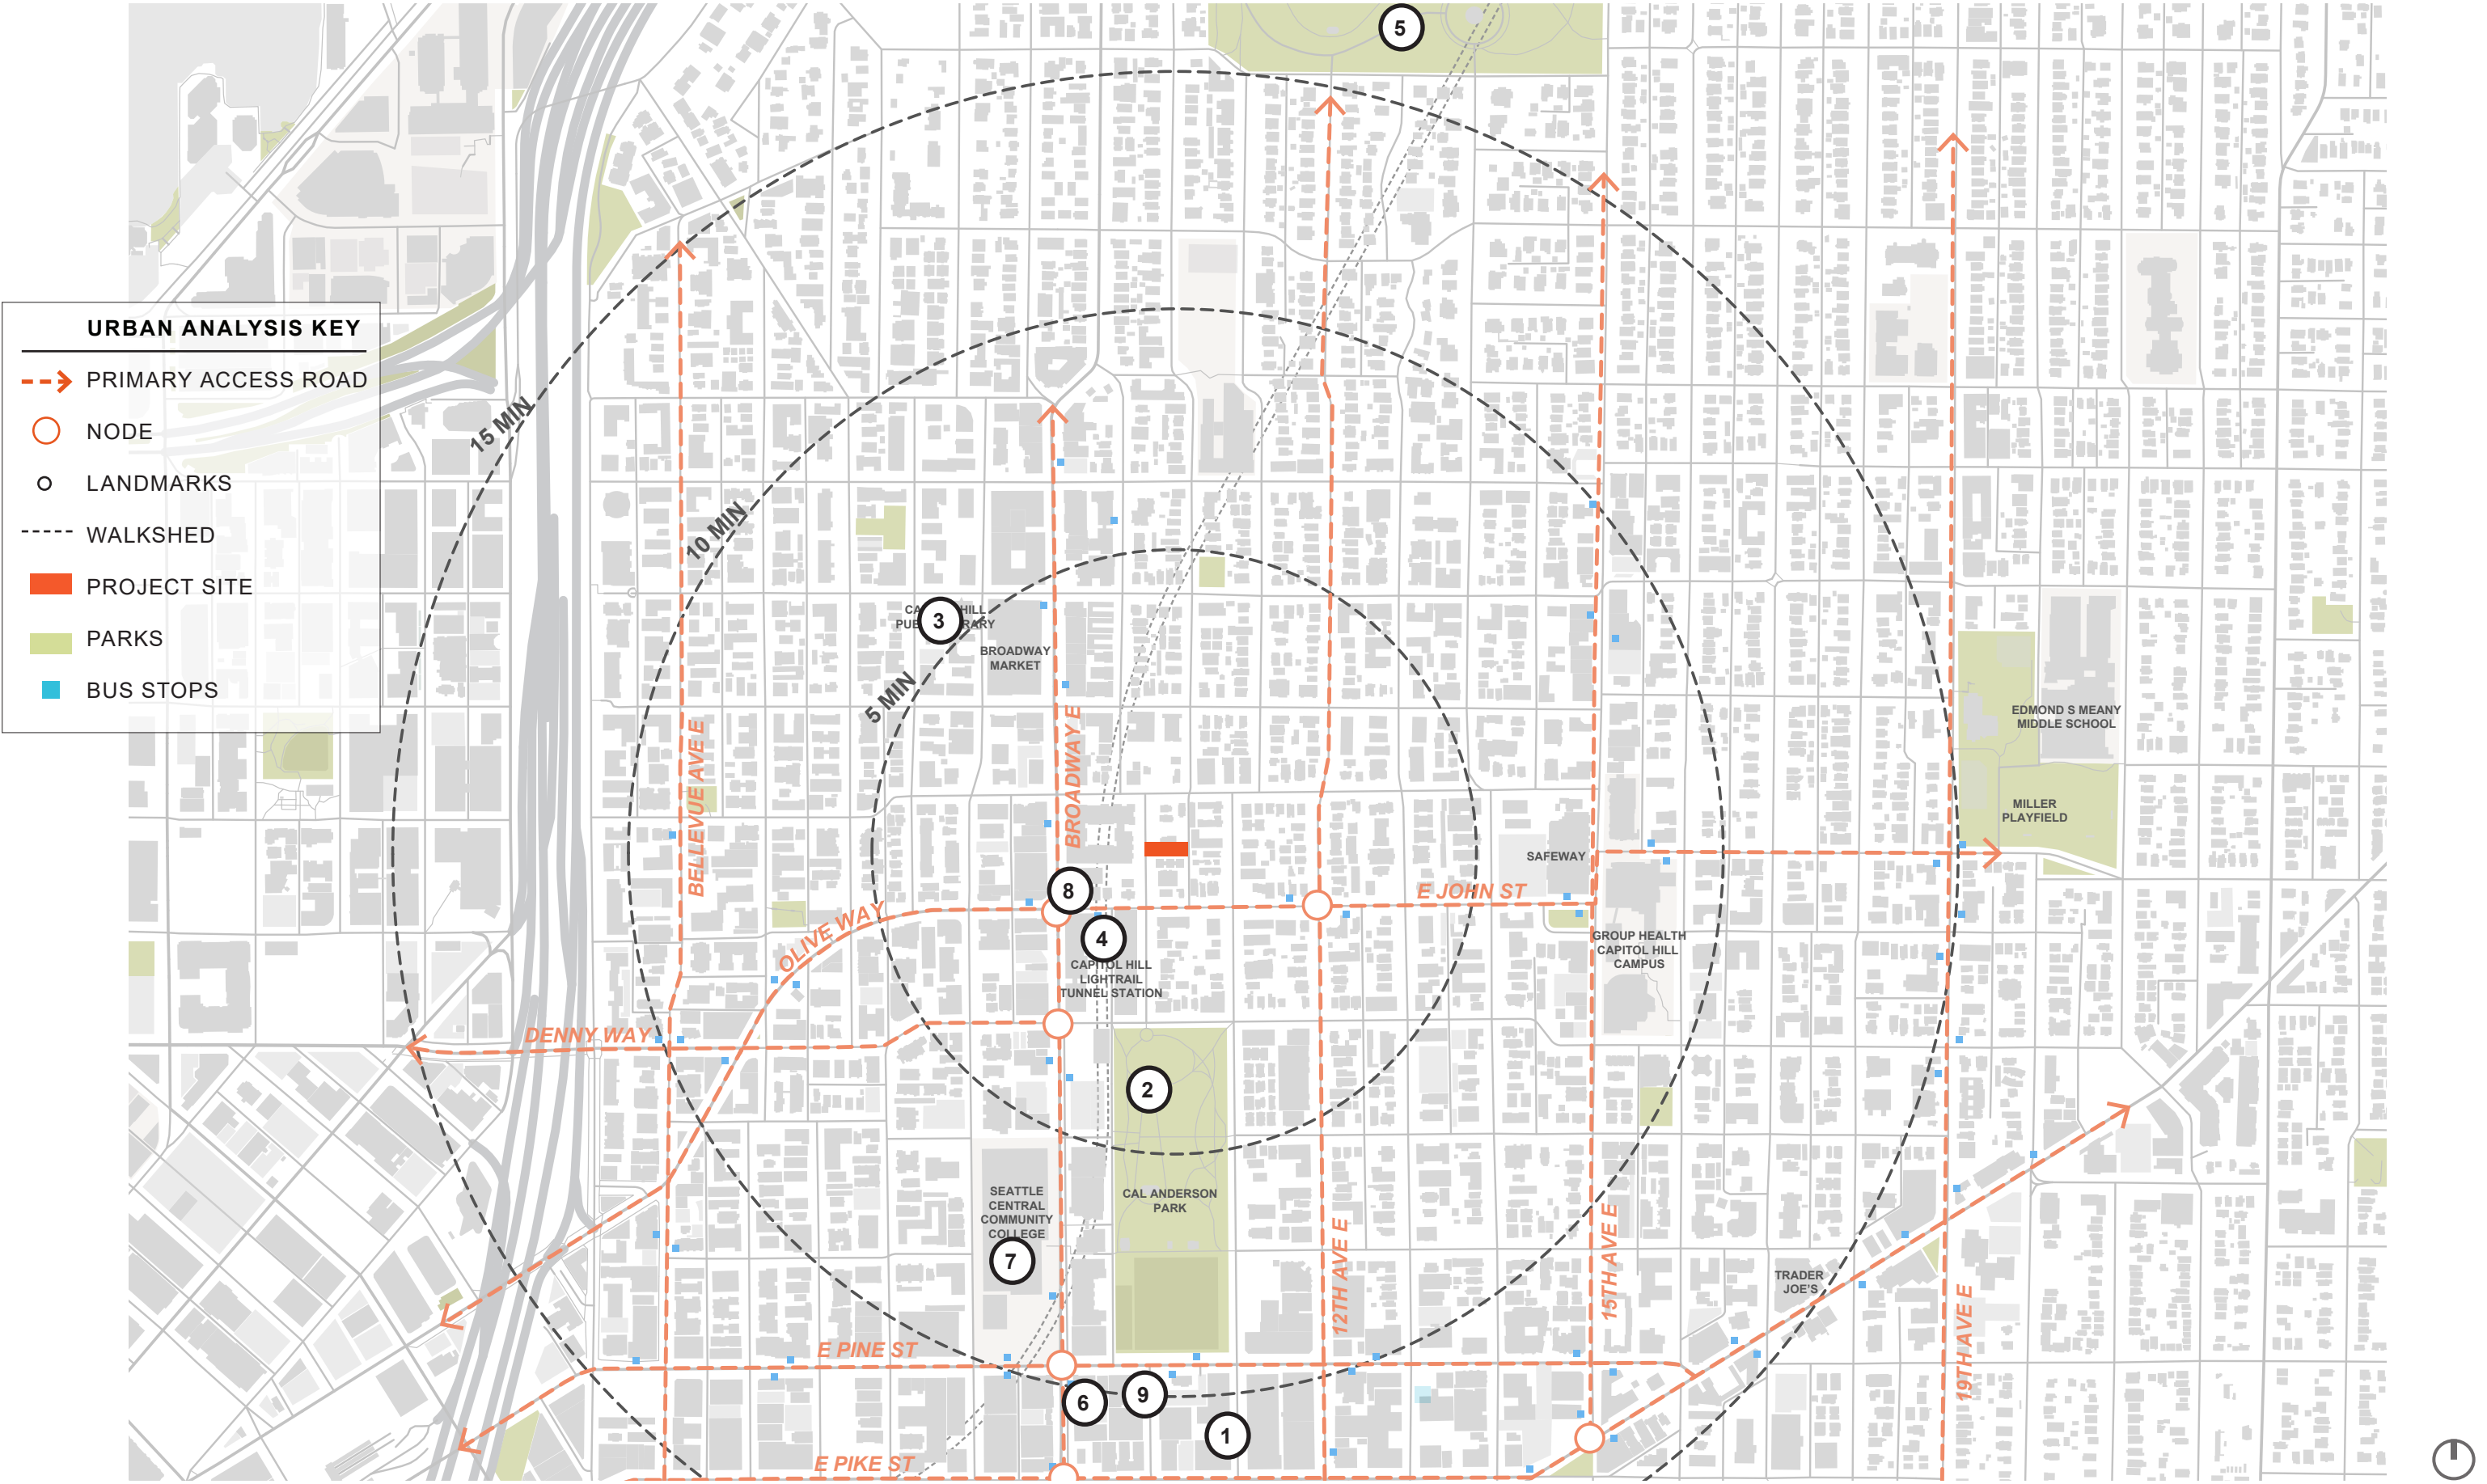 5
URBAN ANALYSIS KEY
PRIMARY ACCESS ROAD
NODE
LANDMARKS
WALKSHED
PROJECT SITE
PARKS
BUS STOPS
15 MIN
10 MIN
5 MIN
3
BROADWAY
MARKET
BELLEVUE AVE E
BROADWAY E
EDMOND S MEANY
MIDDLE SCHOOL
MILLER
PLAYFIELD
SAFEWAY
8
E JOHN ST
OLIVE WAY
4
CAPITOL HILL
LIGHTRAIL
TUNNEL STATION
GROUP HEALTH
CAPITOL HILL
CAMPUS
DENNY WAY
2
SEATTLE
CENTRAL
COMMUNITY
COLLEGE
7
CAL ANDERSON
PARK
12TH AVE E
15TH AVE E
TRADER
JOE'S
19TH AVE E
E PINE ST
6
9
1
E PIKE ST